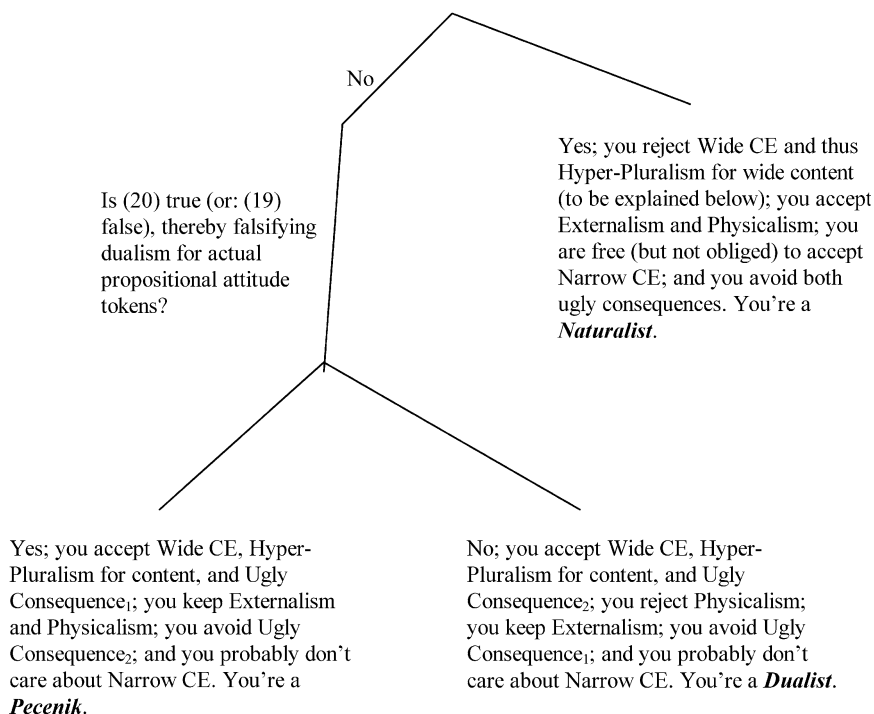 No
Yes; you reject Wide CE and thus
Hyper-Pluralism for wide content
(to be explained below); you accept
Externalism and Physicalism; you
are free (but not obliged) to accept
Narrow CE; and you avoid both
ugly consequences. You're a
Naturalist.
Is (20) true (or: (19)
false), thereby falsifying
dualism for actual
propositional attitude
tokens?
Yes; you accept Wide CE, Hyper-
Pluralism for content, and Ugly
Consequence₁; you keep Externalism
and Physicalism; you avoid Ugly
Consequence₂; and you probably don't
care about Narrow CE. You're a
Pecenik.
No; you accept Wide CE, Hyper-
Pluralism for content, and Ugly
Consequence₂; you reject Physicalism;
you keep Externalism; you avoid Ugly
Consequence₁; and you probably don't
care about Narrow CE. You're a Dualist.